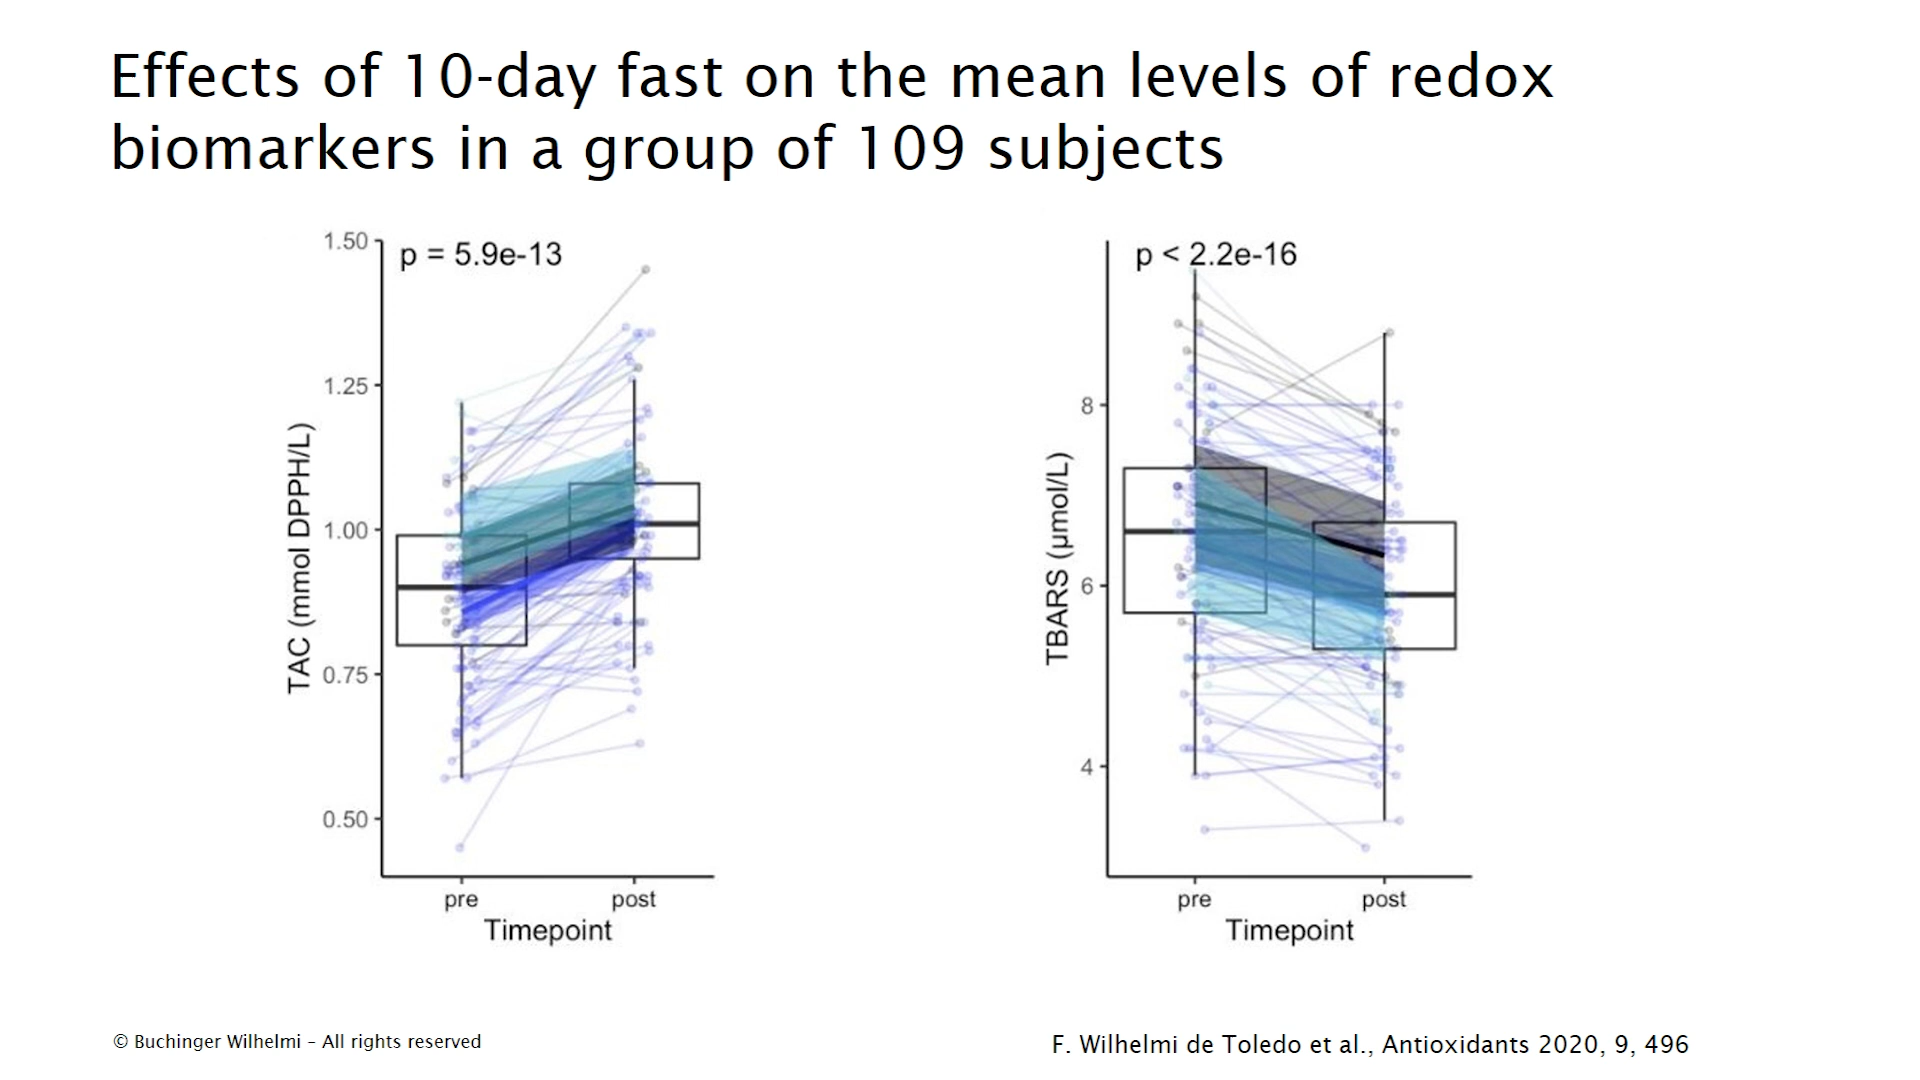 Effects of 10-day fast on the mean levels of redox
biomarkers in a group of 109 subjects
p = 5.9e-13
1.50
1.25
1.00
0.75
0.50
TAC (mmol DPPH/L)
pre
post
Timepoint
p < 2.2e-16
8
6
4
TBARS (μmol/L)
pre
post
Timepoint
© Buchinger Wilhelmi – All rights reserved
F. Wilhelmi de Toledo et al., Antioxidants 2020, 9, 496